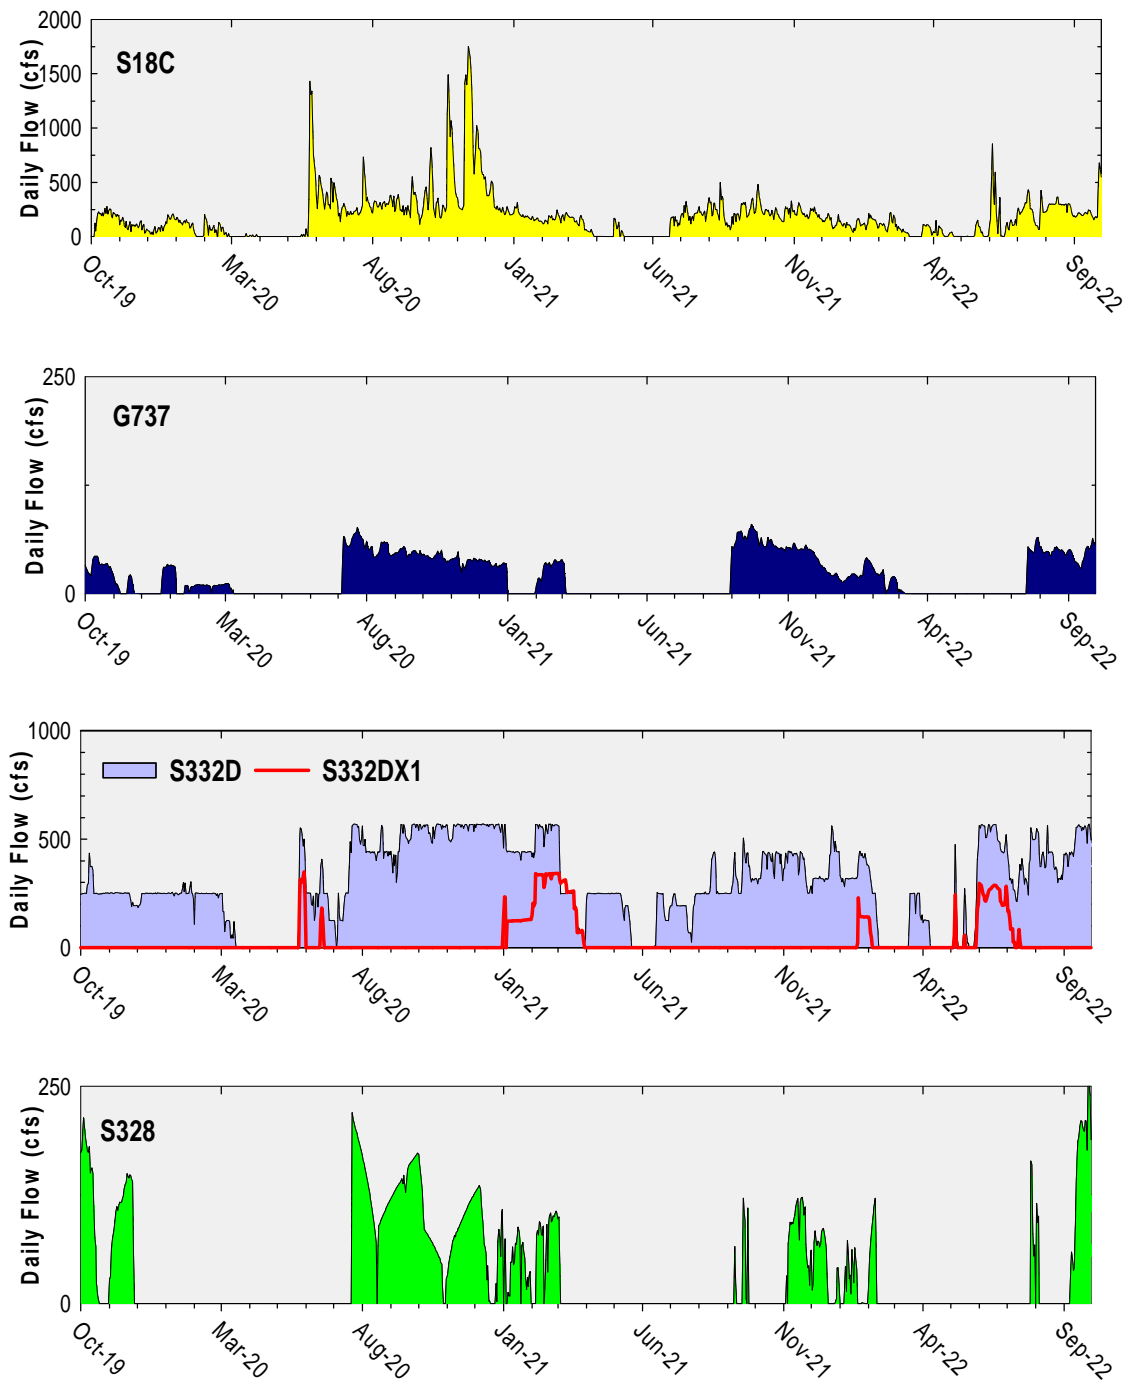 2000
1500
1000
500
0
Daily Flow (cfs)
S18C
Oct-19 Mar-20 Aug-20 Jan-21 Jun-21 Nov-21 Apr-22 Sep-22
250
0
Daily Flow (cfs)
G737
Oct-19 Mar-20 Aug-20 Jan-21 Jun-21 Nov-21 Apr-22 Sep-22
1000
500
0
Daily Flow (cfs)
S332D S332DX1
Oct-19 Mar-20 Aug-20 Jan-21 Jun-21 Nov-21 Apr-22 Sep-22
250
0
Daily Flow (cfs)
S328
Oct-19 Mar-20 Aug-20 Jan-21 Jun-21 Nov-21 Apr-22 Sep-22